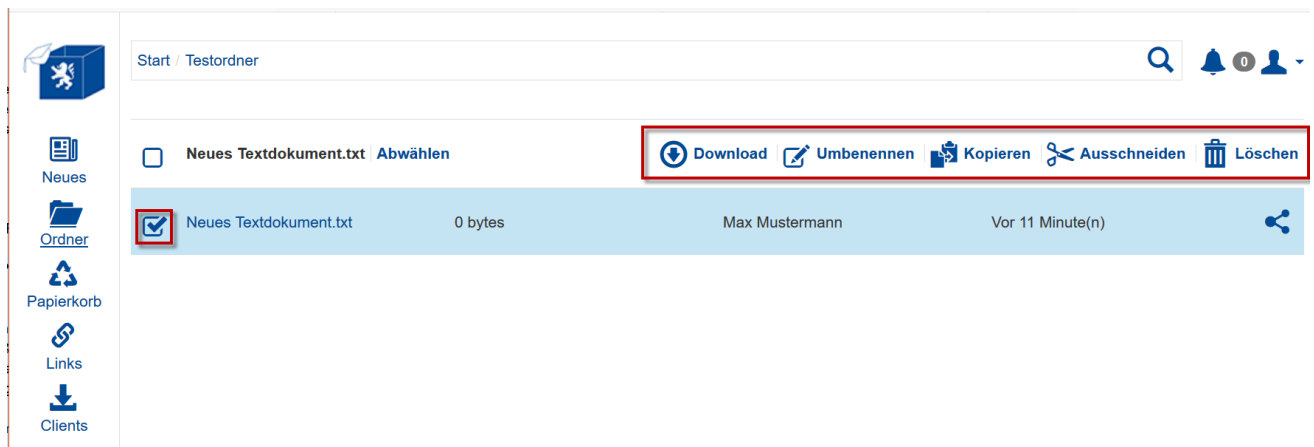 Start / Testordner
0
Neues
Ordner
Papierkorb
Links
Clients
Neues Textdokument.txt Abwählen Download Umbenennen Kopieren Ausschneiden Löschen
Neues Textdokument.txt 0 bytes Max Mustermann Vor 11 Minute(n)